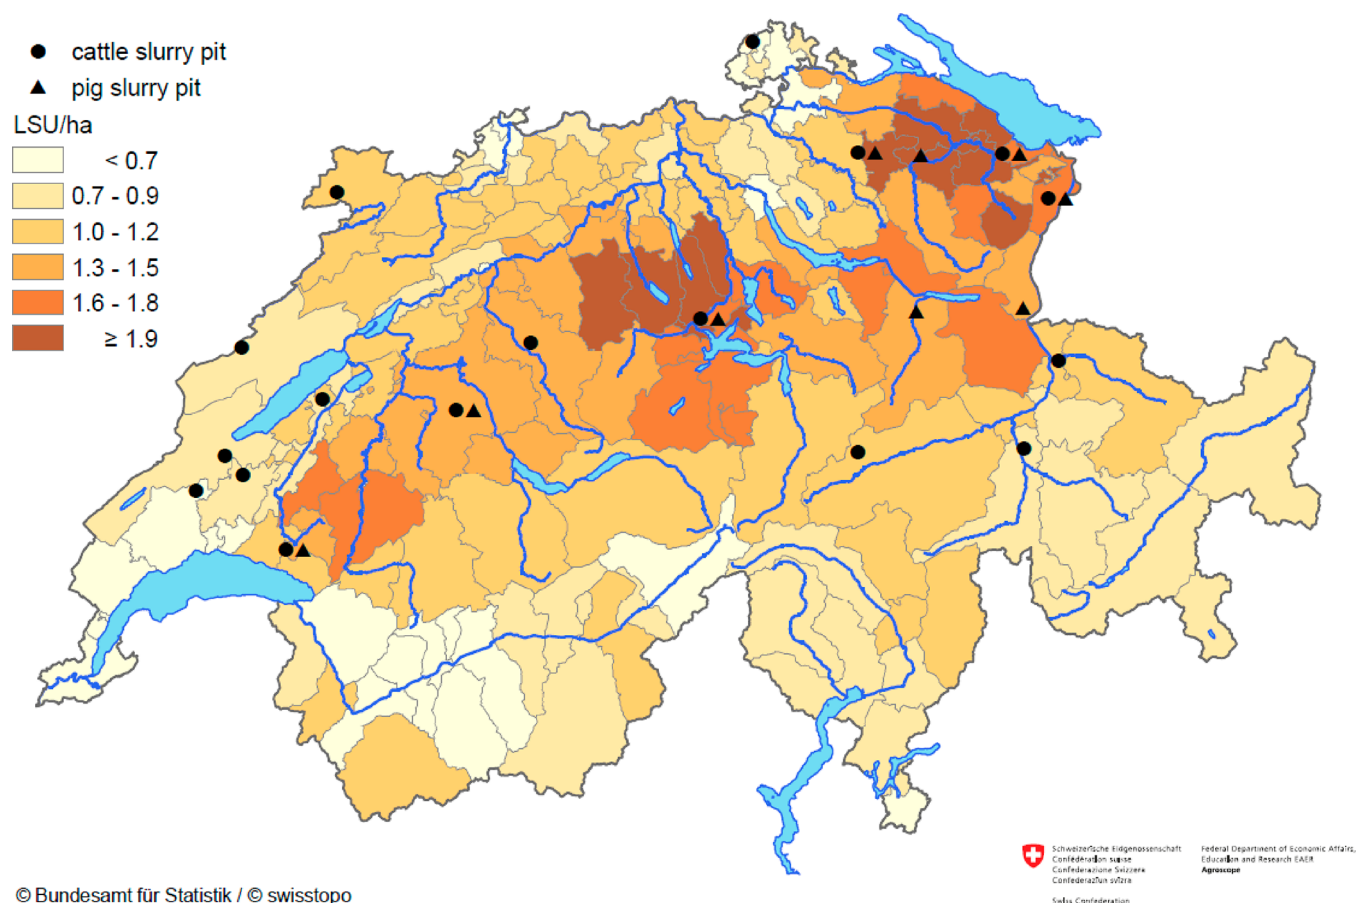 cattle slurry pit
pig slurry pit
LSU/ha
< 0.7
0.7 - 0.9
1.0 - 1.2
1.3 - 1.5
1.6 - 1.8
≥ 1.9
Schweizerische Eidgenossenschaft
Confédération suisse
Confederazione Svizzera
Confederaziun svizra
Swiss Confederation
Federal Department of Economic Affairs,
Education and Research EAER
Agroscope
© Bundesamt für Statistik / © swisstopo